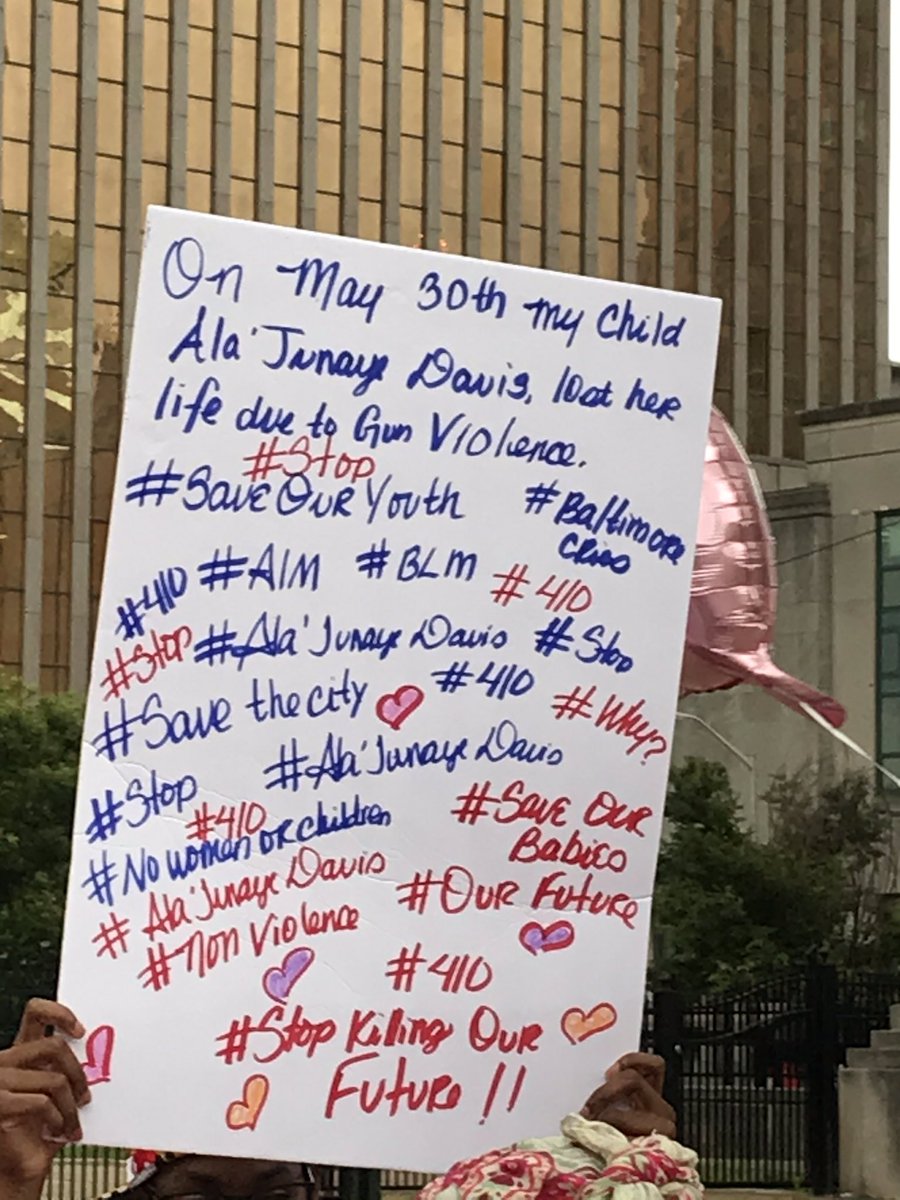 On May 30th my Child
Ala'Junaye Davis, lost her
life due to Gun Violence.
#Stop
#Save Our Youth #Baltimore
Cries
#410 #AIM #BLM #410
#Stop #Ala'Junaye Davis #Stop
#Save the city #410 #Why?
#Ala'Junaye Davis
#Stop #Save Our
Babies
#410
#No women or children
#Ala'Junaye Davis #Our Future
#non Violence
#410
#Stop Killing Our
Future!!